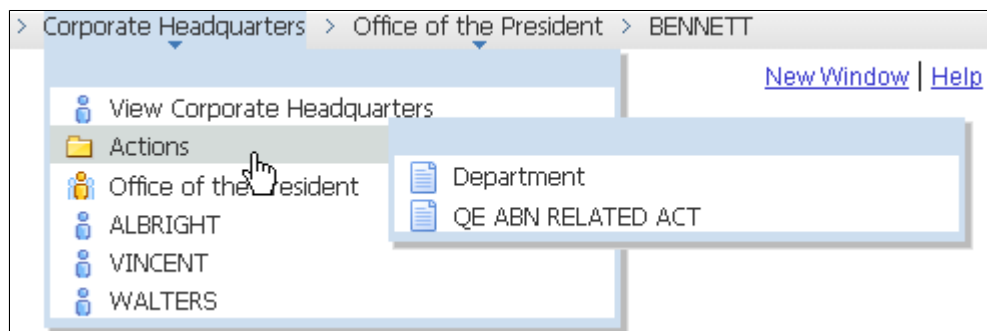 > Corporate Headquarters > Office of the President > BENNETT
New Window | Help
View Corporate Headquarters
Actions
Office of the President
ALBRIGHT
VINCENT
WALTERS
Department
QE ABN RELATED ACT